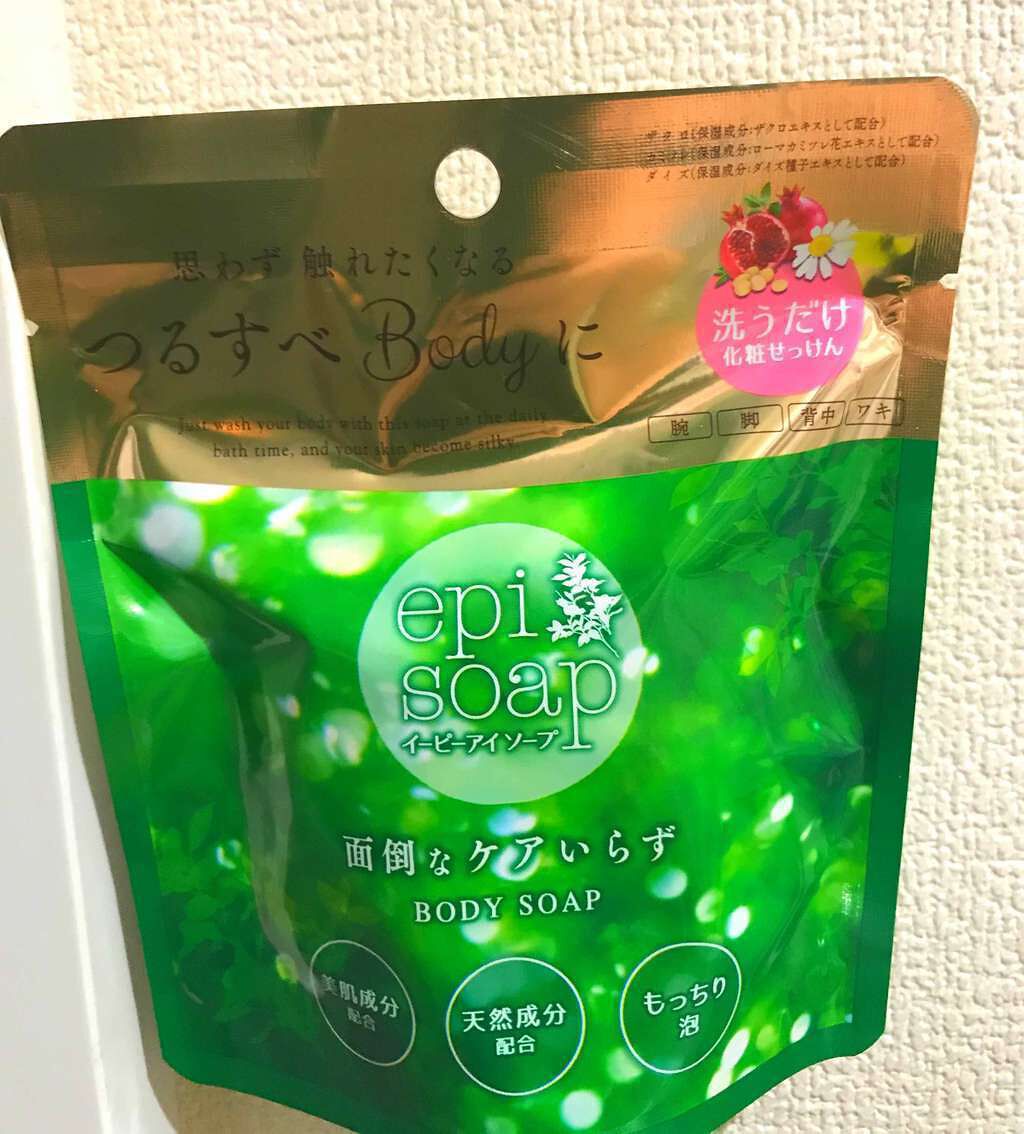 ザクロ(保湿成分:ザクロエキスとして配合)
カミツレ(保湿成分:ローマカミツレ花エキスとして配合)
ダイズ(保湿成分:ダイズ種子エキスとして配合)
思わず 触れたくなる
つるすべ Body に
Just wash your body with this soap at the daily
bath time, and your skin become silky.
洗うだけ
化粧せっけん
腕 脚 背中 ワキ
epi
soap
イーピーアイソープ
面倒なケアいらず
BODY SOAP
美肌成分
配合
天然成分
配合
もっちり
泡